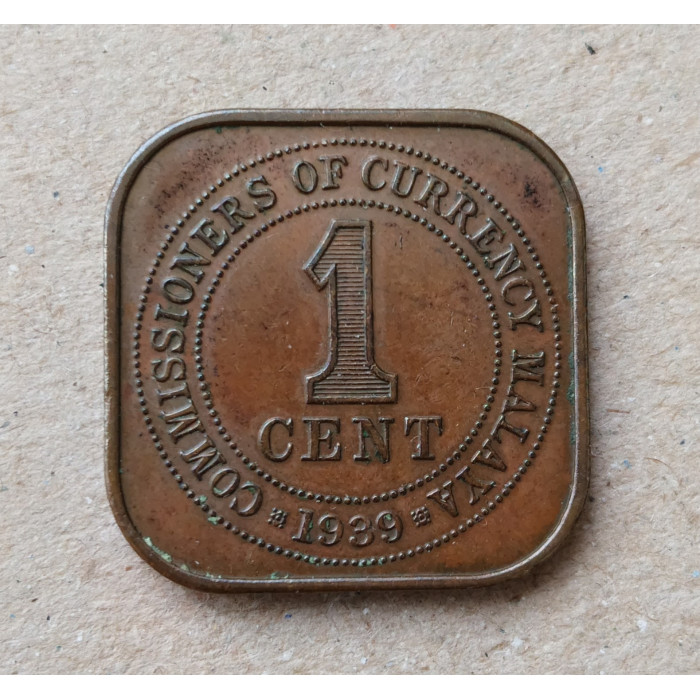 COMMISSIONERS OF CURRENCY MALAYA
1
CENT
1939